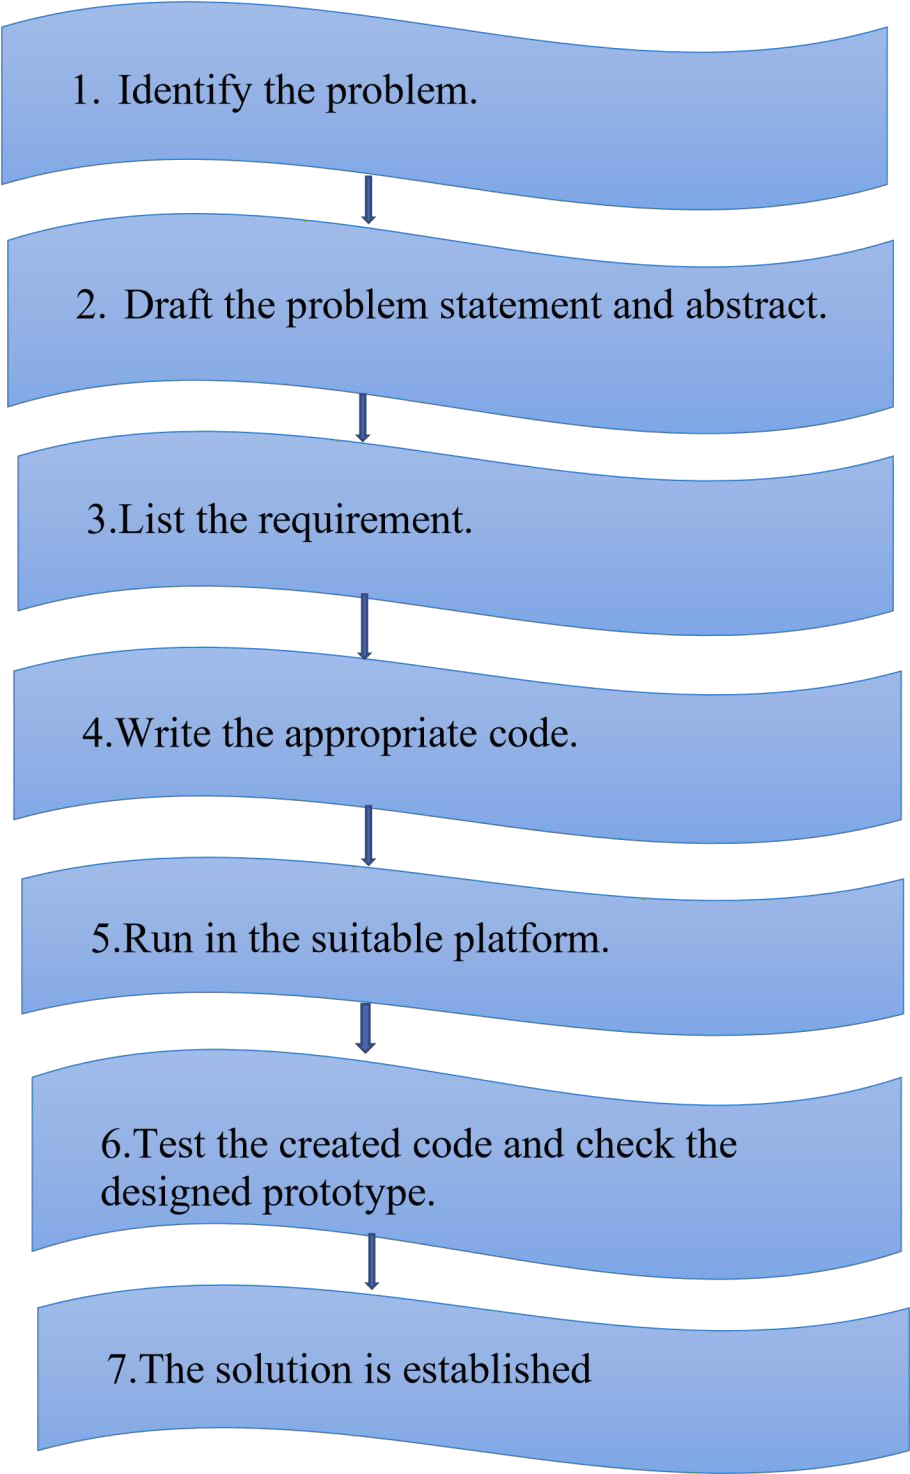 1. Identify the problem.
2. Draft the problem statement and abstract.
3.List the requirement.
4.Write the appropriate code.
5.Run in the suitable platform.
6.Test the created code and check the
designed prototype.
7.The solution is established